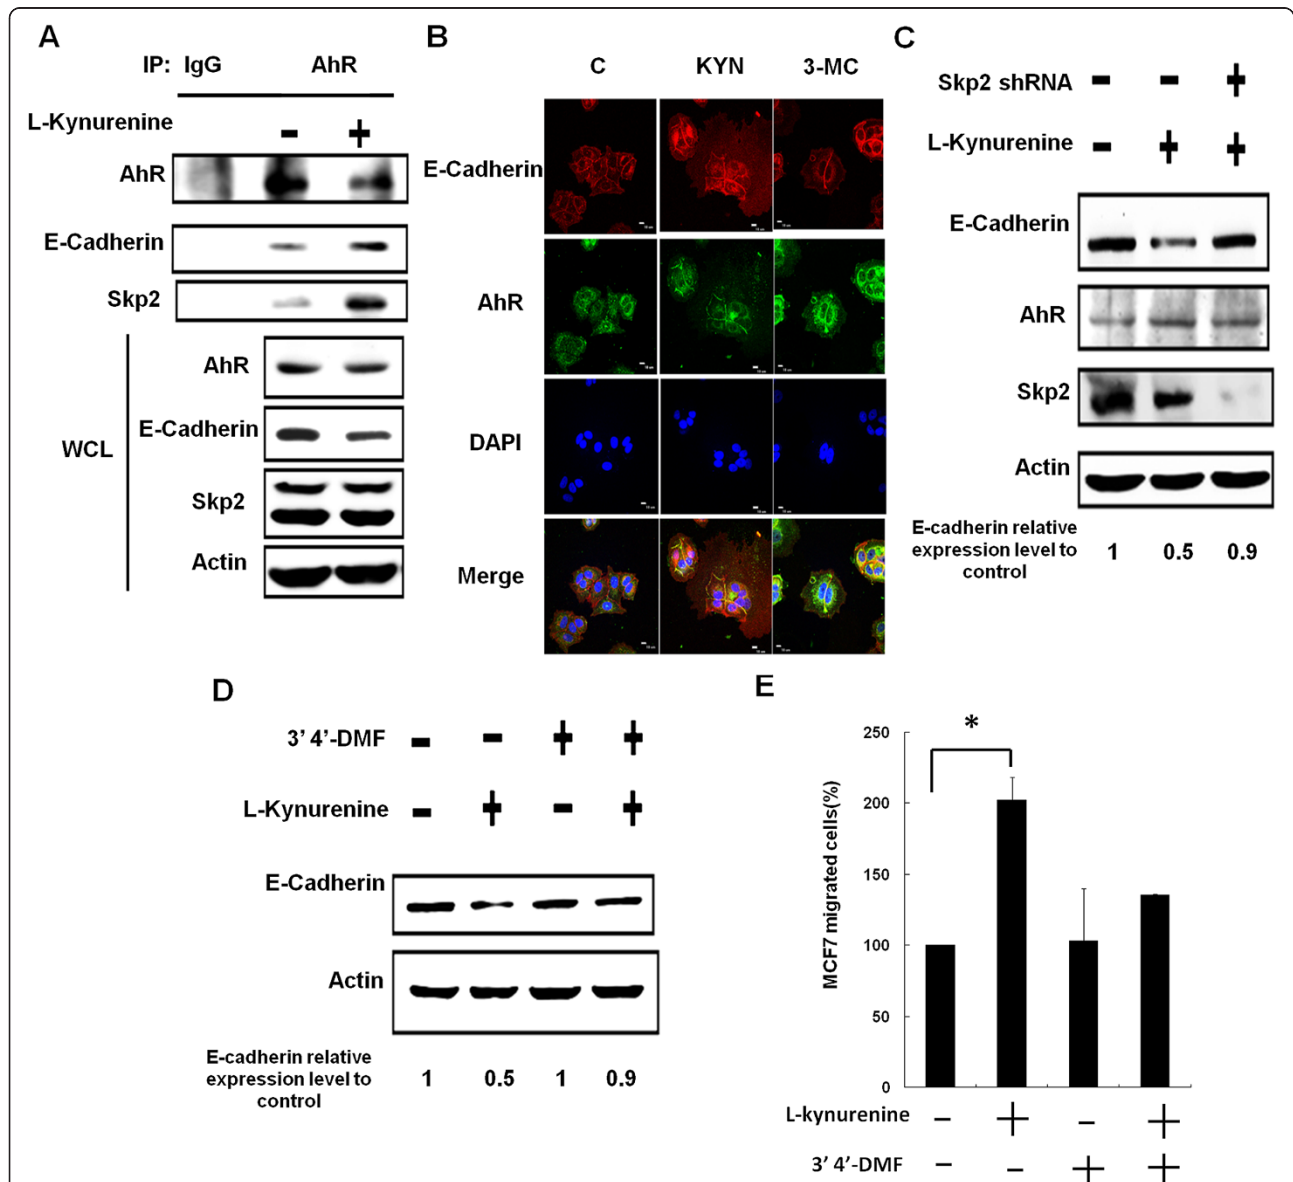 A
IP: IgG AhR
L-Kynurenine - +
AhR
E-Cadherin
Skp2
WCL
AhR
E-Cadherin
Skp2
Actin
B
C KYN 3-MC
E-Cadherin
AhR
DAPI
Merge
C
Skp2 shRNA - - +
L-Kynurenine - + +
E-Cadherin
AhR
Skp2
Actin
E-cadherin relative
expression level to
control
1 0.5 0.9
D
3' 4'-DMF - - + +
L-Kynurenine - + - +
E-Cadherin
Actin
E-cadherin relative
expression level to
control
1 0.5 1 0.9
E
*
MCF7 migrated cells(%)
250
200
150
100
50
0
L-kynurenine - + - +
3' 4'-DMF - - + +